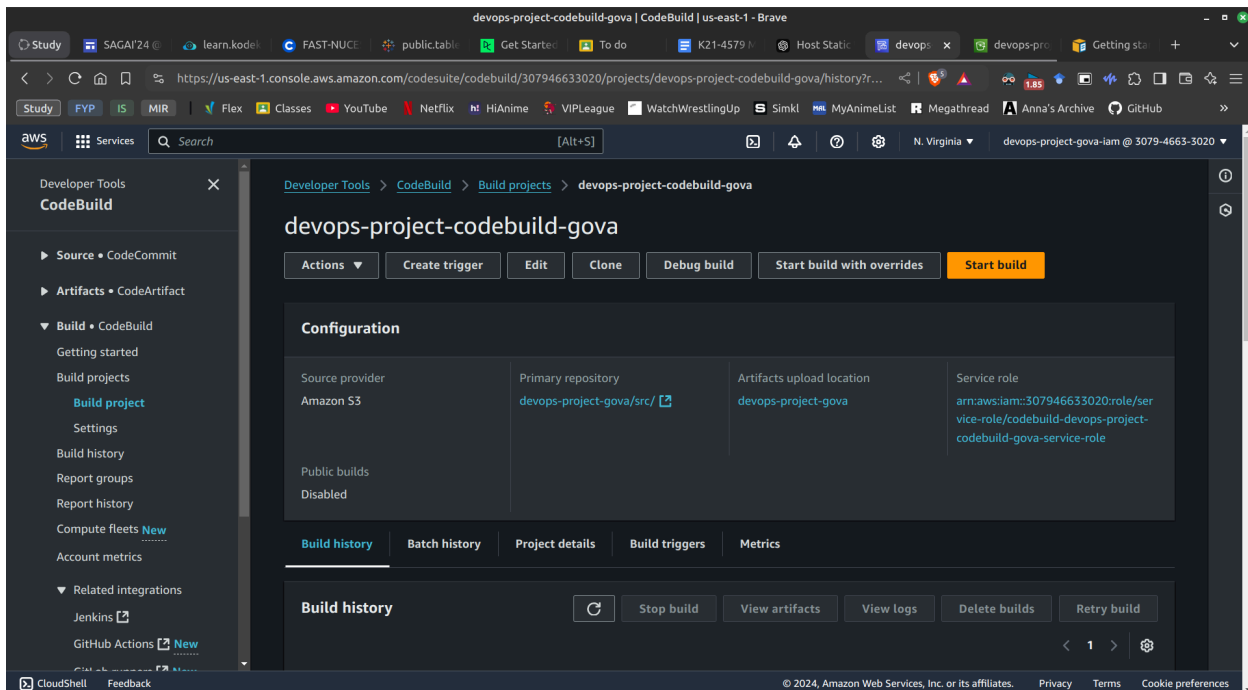 devops-project-codebuild-gova | CodeBuild | us-east-1 - Brave
Study SAGAI'24 @ learn.kodek FAST-NUCE public.table Get Started To do K21-4579 M Host Static devops devops-pro Getting sta
https://us-east-1.console.aws.amazon.com/codesuite/codebuild/307946633020/projects/devops-project-codebuild-gova/history?r... 5 1.85
Study FYP IS MIR Flex Classes YouTube Netflix h! HiAnime VIPLeague WatchWrestlingUp Simkl MAL MyAnimeList Megathread Anna's Archive GitHub »
aws Services Search [Alt+S] N. Virginia ▼ devops-project-gova-iam @ 3079-4663-3020 ▼
Developer Tools
CodeBuild
Source • CodeCommit
Artifacts • CodeArtifact
Build • CodeBuild
Getting started
Build projects
Build project
Settings
Build history
Report groups
Report history
Compute fleets New
Account metrics
Related integrations
Jenkins
GitHub Actions New
Developer Tools > CodeBuild > Build projects > devops-project-codebuild-gova
devops-project-codebuild-gova
Actions ▼ Create trigger Edit Clone Debug build Start build with overrides Start build
Configuration
Source provider
Amazon S3
Primary repository
devops-project-gova/src/
Artifacts upload location
devops-project-gova
Service role
arn:aws:iam::307946633020:role/ser
vice-role/codebuild-devops-project-
codebuild-gova-service-role
Public builds
Disabled
Build history Batch history Project details Build triggers Metrics
Build history Stop build View artifacts View logs Delete builds Retry build
< 1 >
CloudShell Feedback © 2024, Amazon Web Services, Inc. or its affiliates. Privacy Terms Cookie preferences